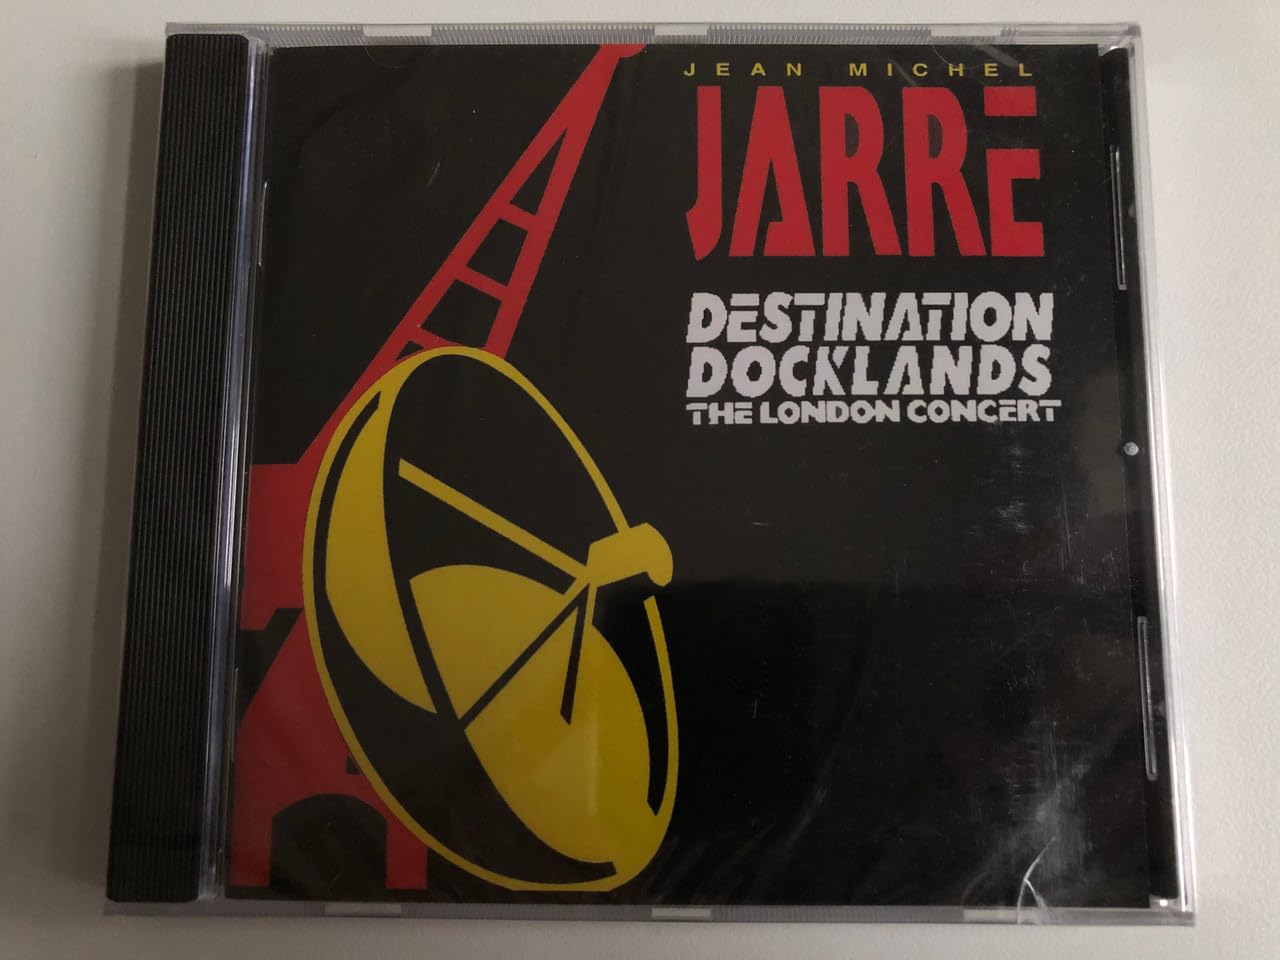 JEAN MICHEL
JARRE
DESTINATION
DOCKLANDS
THE LONDON CONCERT